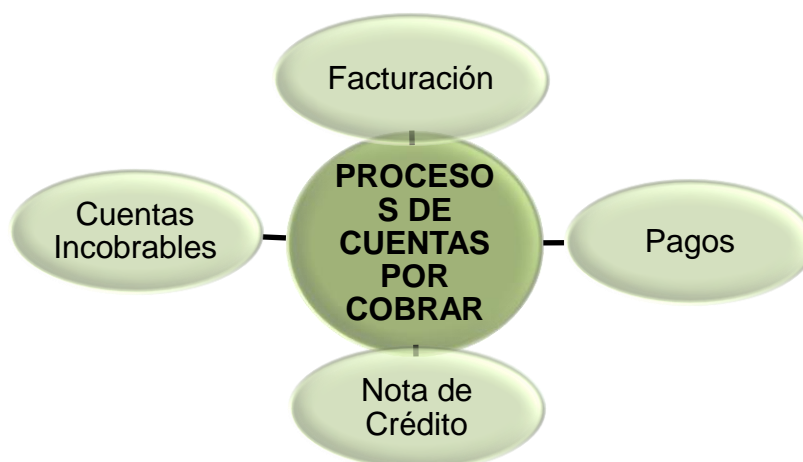 Facturación
PROCESO
S DE
CUENTAS
POR
COBRAR
Cuentas
Incobrables
Pagos
Nota de
Crédito